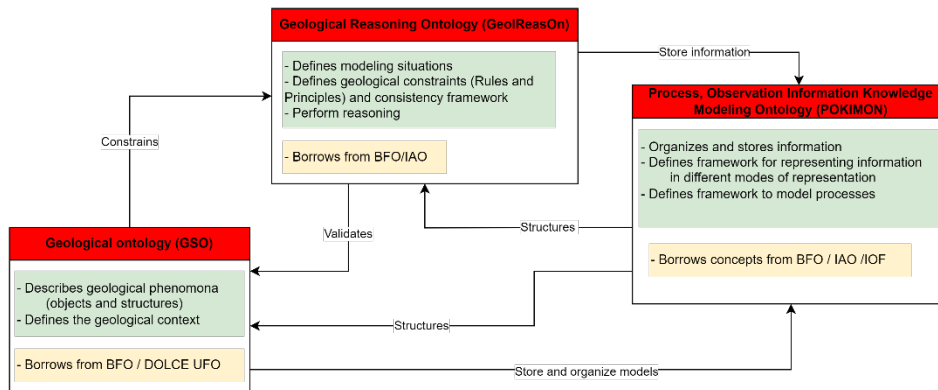 Geological Reasoning Ontology (GeolReasOn)
- Defines modeling situations
- Defines geological constraints (Rules and
Principles) and consistency framework
- Perform reasoning
- Borrows from BFO/IAO
Store information
Process, Observation Information Knowledge
Modeling Ontology (POKIMON)
- Organizes and stores information
- Defines framework for representing information
in different modes of representation
- Defines framework to model processes
- Borrows concepts from BFO / IAO /IOF
Constrains
Validates
Structures
Geological ontology (GSO)
- Describes geological phenomona
(objects and structures)
- Defines the geological context
- Borrows from BFO / DOLCE UFO
Structures
Store and organize models